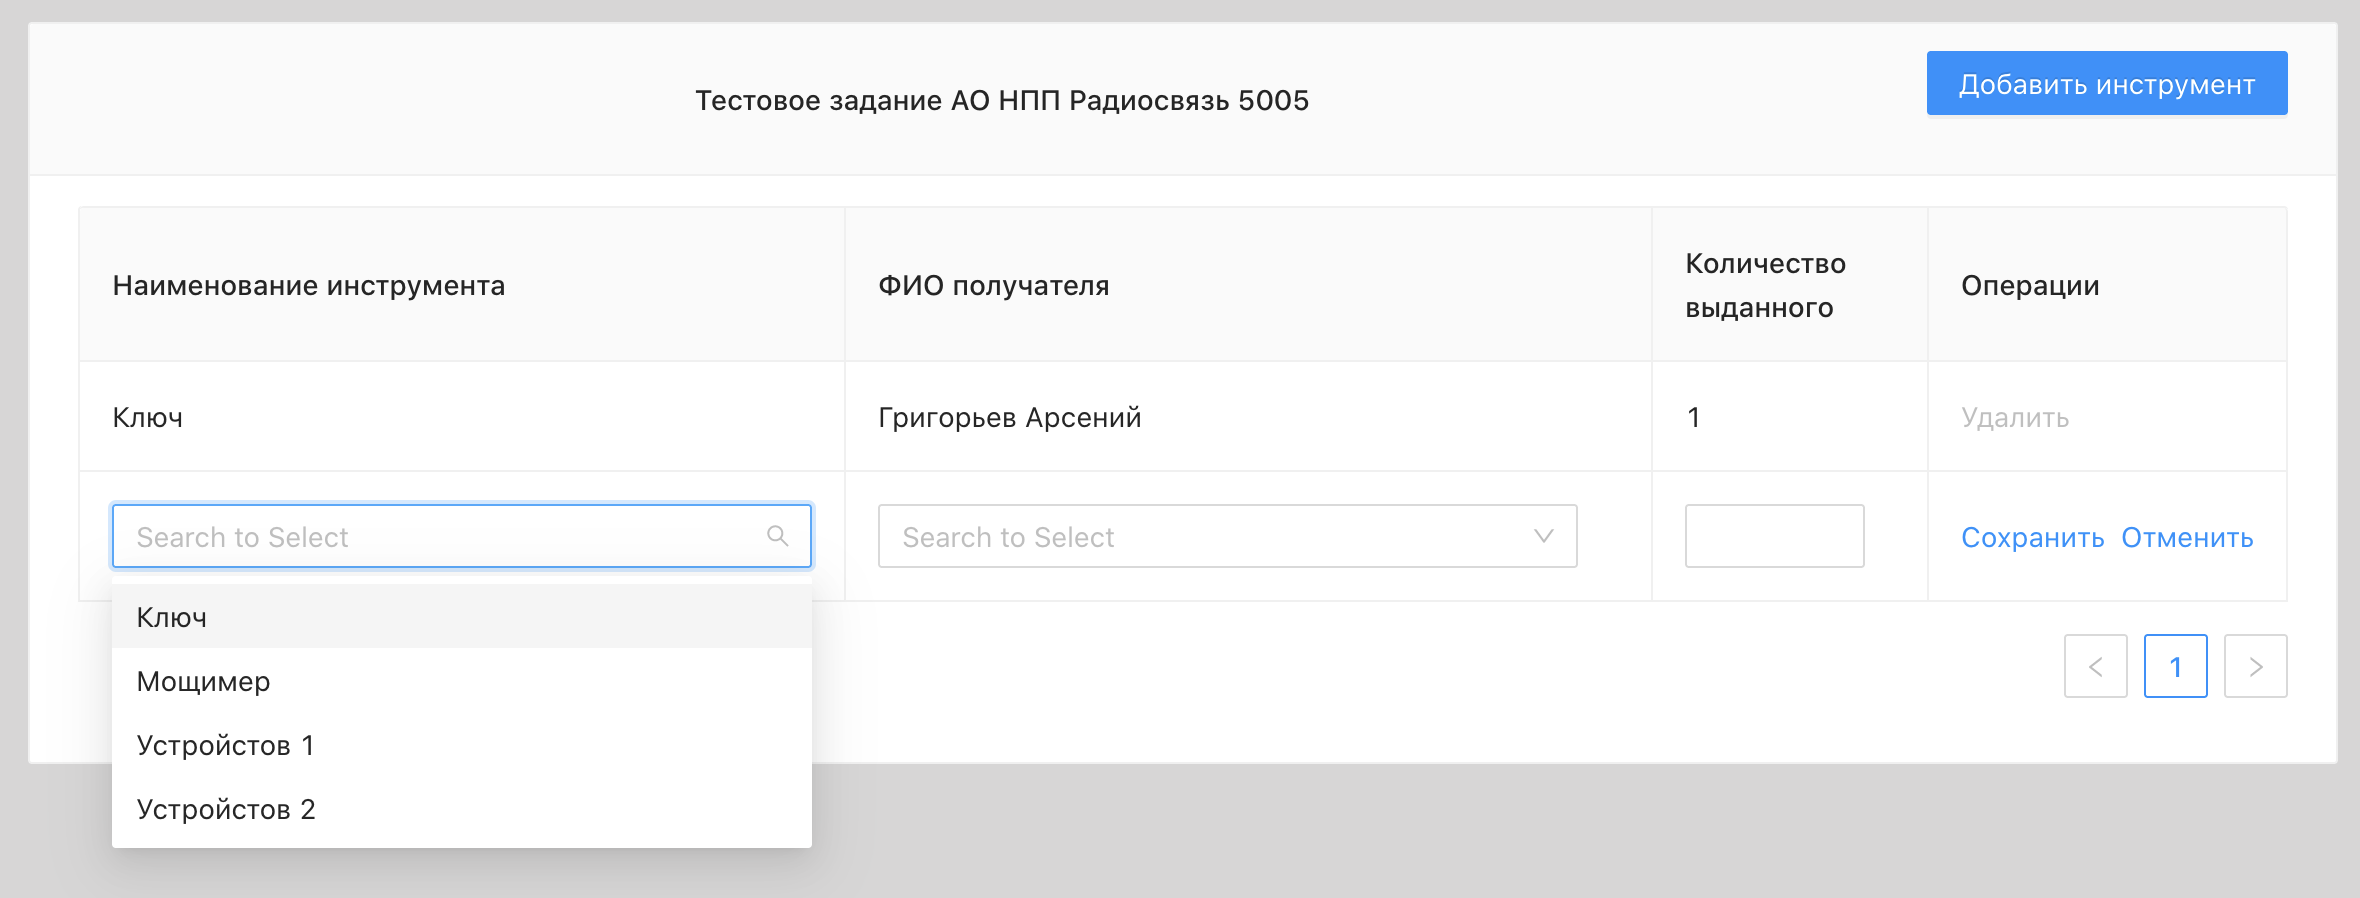 Тестовое задание АО НПП Радиосвязь 5005
Добавить инструмент
Наименование инструмента
ФИО получателя
Количество
выданного
Операции
Ключ
Григорьев Арсений
1
Удалить
Search to Select
Search to Select
Сохранить Отменить
Ключ
Мощимер
Устройстов 1
Устройстов 2
< 1 >